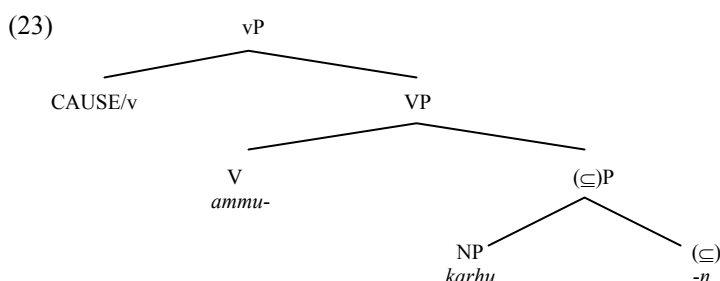 (23) vP
CAUSE/v VP
V (⊆)P
ammu-
NP (⊆)
karhu -n